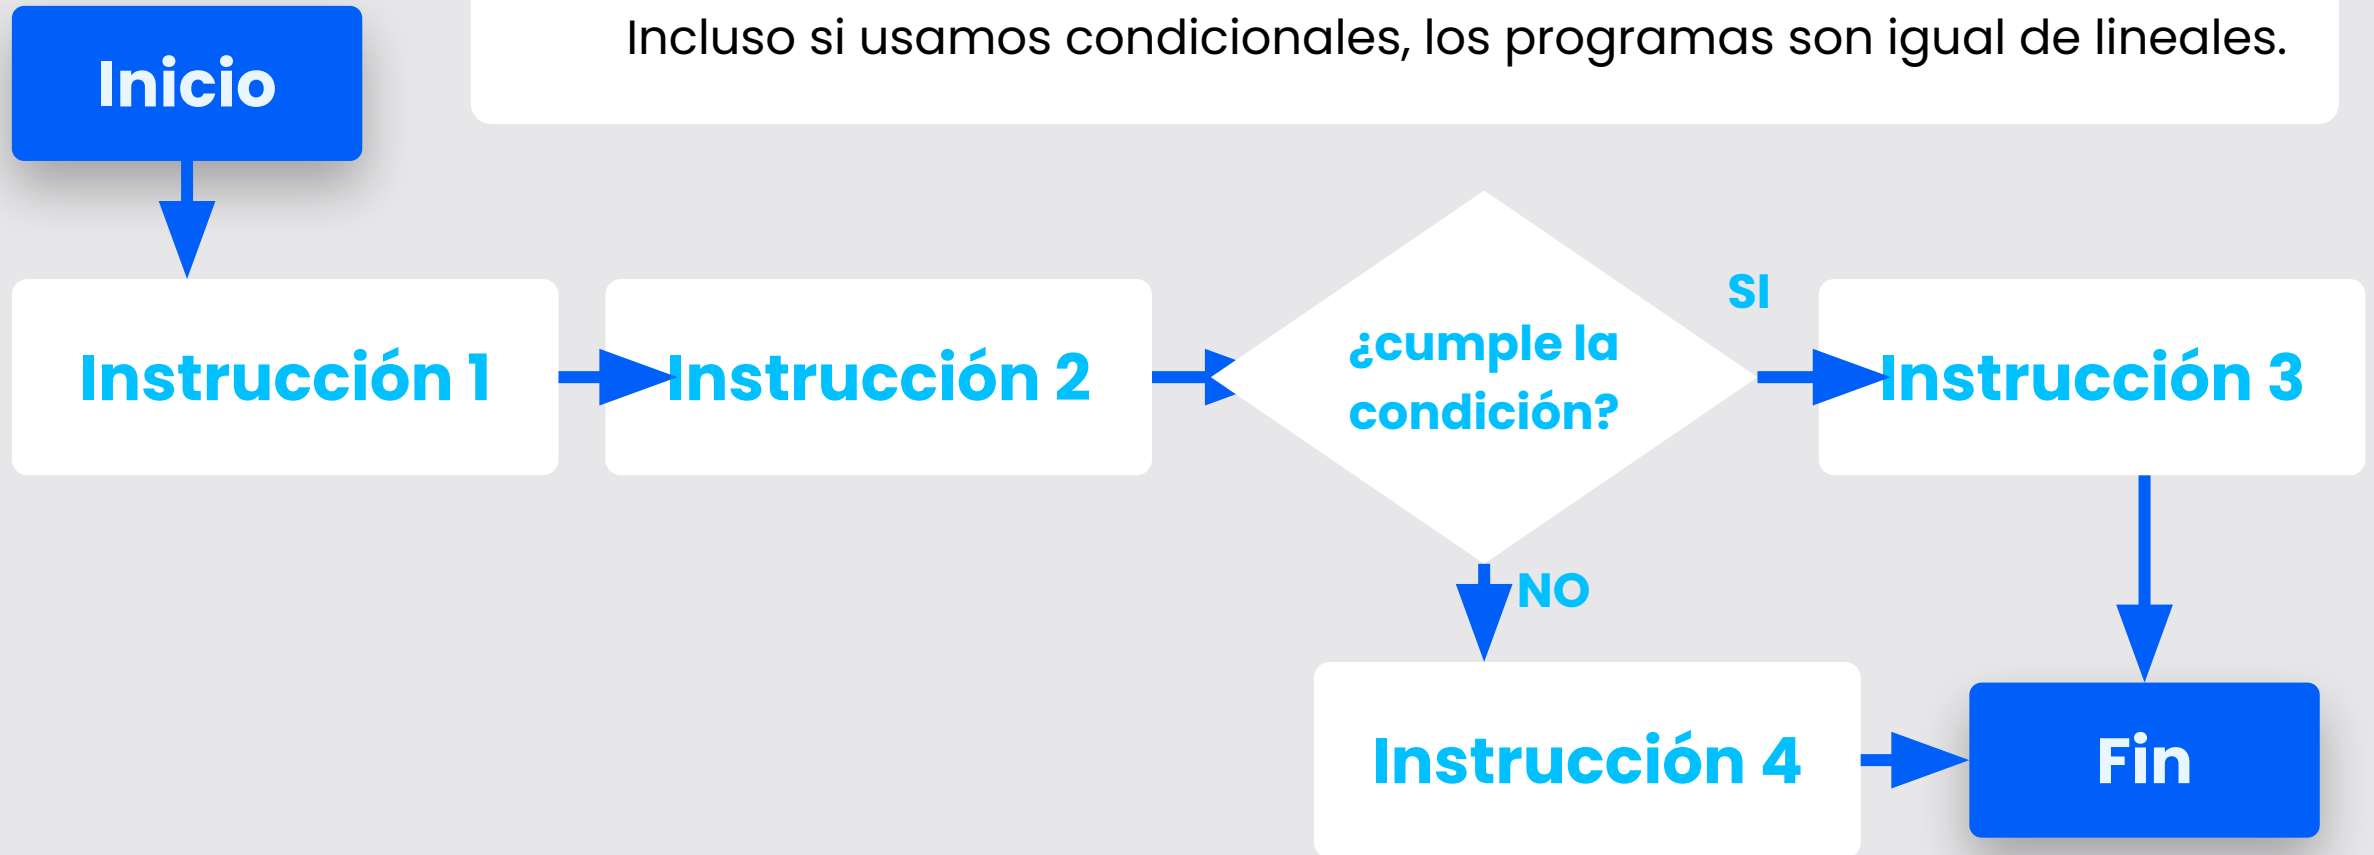 Inicio
Incluso si usamos condicionales, los programas son igual de lineales.
Instrucción 1
Instrucción 2
¿cumple la
condición?
SI
Instrucción 3
NO
Instrucción 4
Fin